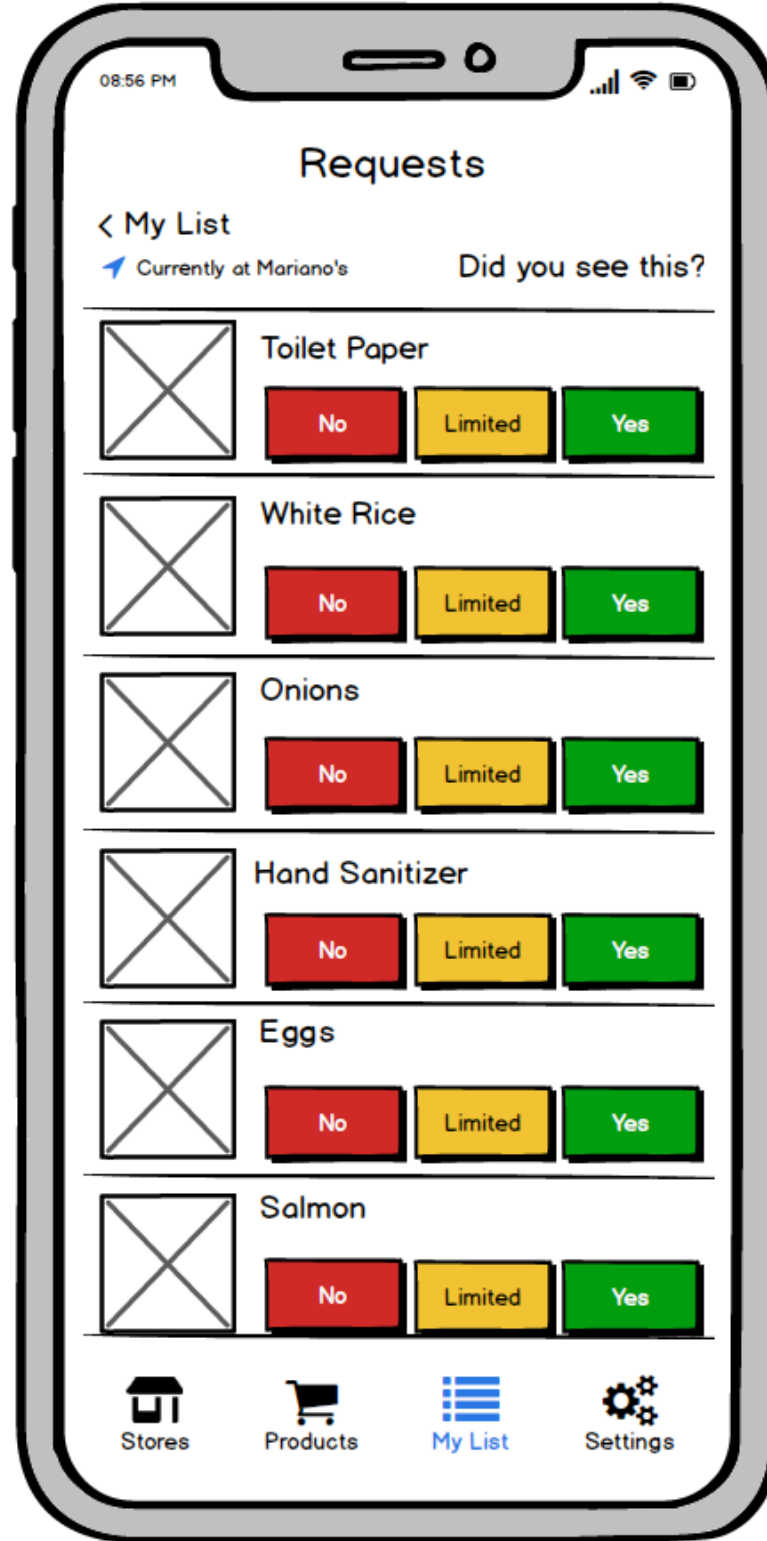 08:56 PM
Requests
< My List
Currently at Mariano's
Did you see this?
Toilet Paper
No Limited Yes
White Rice
No Limited Yes
Onions
No Limited Yes
Hand Sanitizer
No Limited Yes
Eggs
No Limited Yes
Salmon
No Limited Yes
Stores Products My List Settings